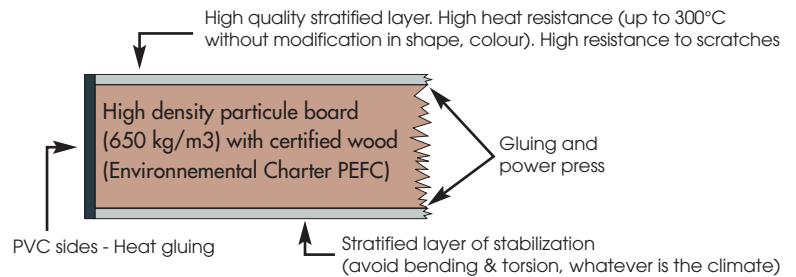 High quality stratified layer. High heat resistance (up to 300°C
without modification in shape, colour). High resistance to scratches
High density particule board
(650 kg/m3) with certified wood
(Environnemental Charter PEFC)
Gluing and
power press
PVC sides - Heat gluing
Stratified layer of stabilization
(avoid bending & torsion, whatever is the climate)